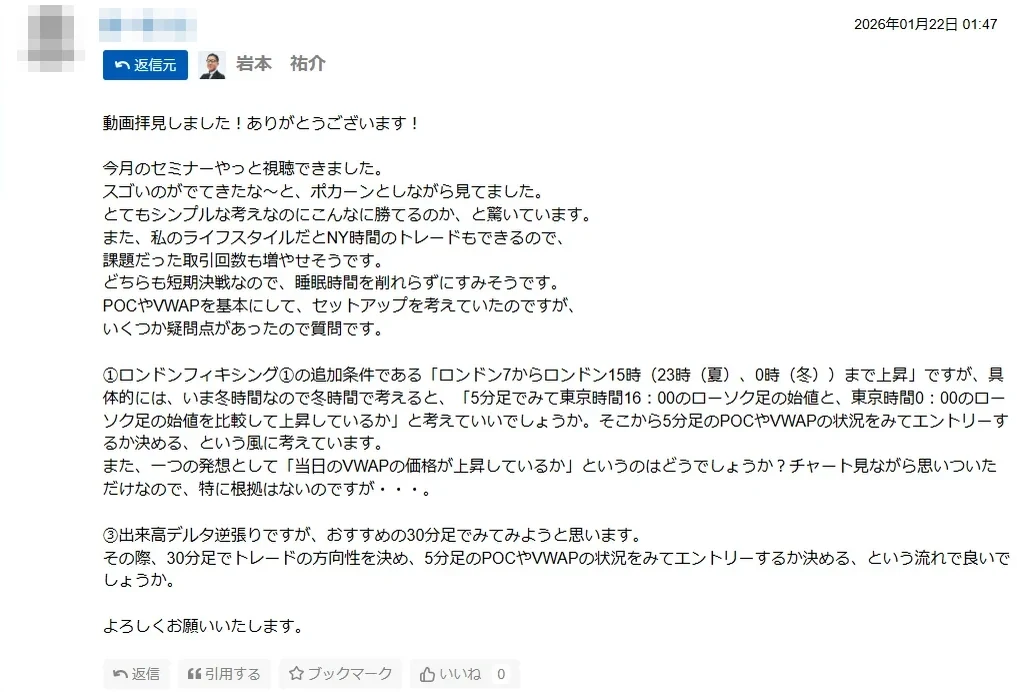 2026年01月22日 01:47
返信元 岩本 祐介
動画拝見しました！ありがとうございます！
今月のセミナーやっと視聴できました。
スゴいのがでてきたな～と、ポカーンとしながら見てました。
とてもシンプルな考えなのにこんなに勝てるのか、と驚いています。
また、私のライフスタイルだとNY時間のトレードもできるので、
課題だった取引回数も増やせそうです。
どちらも短期決戦なので、睡眠時間を削れらずにすみそうです。
POCやVWAPを基本にして、セットアップを考えていたのですが、
いくつか疑問点があったので質問です。
①ロンドンフィキシング①の追加条件である「ロンドン7からロンドン15時（23時（夏）、0時（冬））まで上昇」ですが、具
体的には、いま冬時間なので冬時間で考えると、「5分足でみて東京時間16：00のローソク足の始値と、東京時間0：00のロー
ソク足の始値を比較して上昇しているか」と考えていいでしょうか。そこから5分足のPOCやVWAPの状況をみてエントリーす
るか決める、という風に考えています。
また、一つの発想として「当日のVWAPの価格が上昇しているか」というのはどうでしょうか？チャート見ながら思いついた
だけなので、特に根拠はないのですが・・・。
③出来高デルタ逆張りですが、おすすめの30分足でみてみようと思います。
その際、30分足でトレードの方向性を決め、5分足のPOCやVWAPの状況をみてエントリーするか決める、という流れで良いで
しょうか。
よろしくお願いいたします。
返信 引用する ブックマーク いいね 0